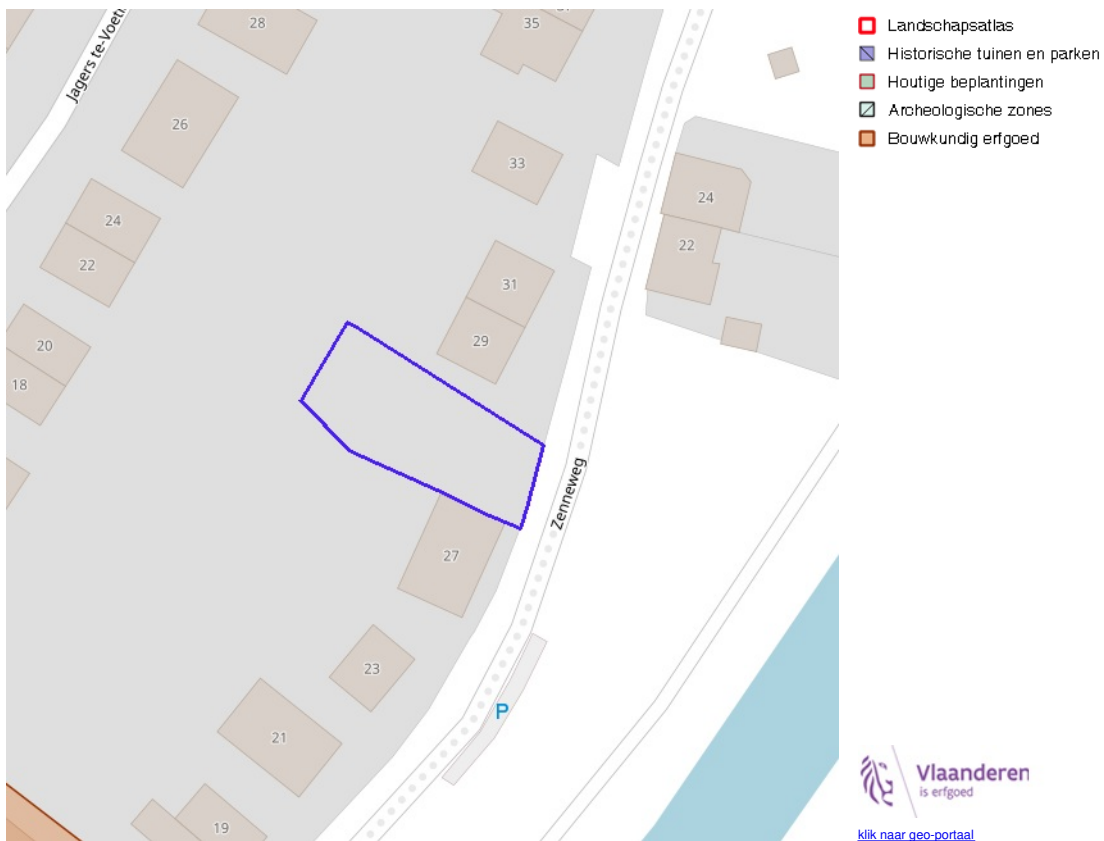 Jagers te-Voet
28
35
26
33
24
22
24
22
31
29
20
18
27
Zenneweg
23
P
21
19
Landschapsatlas
Historische tuinen en parken
Houtige beplantingen
Archeologische zones
Bouwkundig erfgoed
Vlaanderen
is erfgoed
klik naar geo-portaal